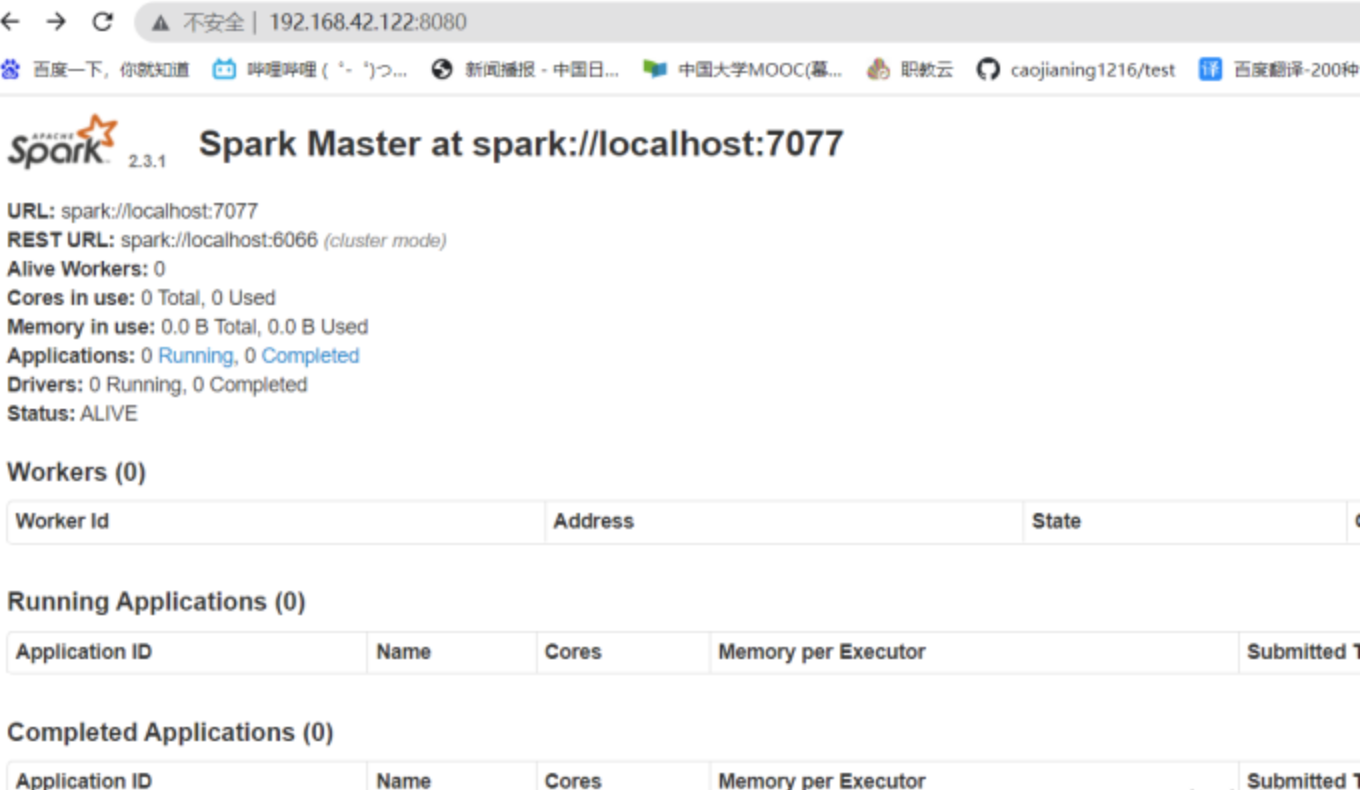 不安全 | 192.168.42.122:8080
百度一下，你就知道 哔哩哔哩 ( ゜- ゜)つ... 新闻播报 - 中国日... 中国大学MOOC(慕... 职教云 caojianing1216/test 译 百度翻译-200种
APACHE Spark 2.3.1 Spark Master at spark://localhost:7077
URL: spark://localhost:7077
REST URL: spark://localhost:6066 (cluster mode)
Alive Workers: 0
Cores in use: 0 Total, 0 Used
Memory in use: 0.0 B Total, 0.0 B Used
Applications: 0 Running, 0 Completed
Drivers: 0 Running, 0 Completed
Status: ALIVE
Workers (0)
Worker Id Address State
Running Applications (0)
Application ID Name Cores Memory per Executor Submitted T
Completed Applications (0)
Application ID Name Cores Memory per Executor Submitted T